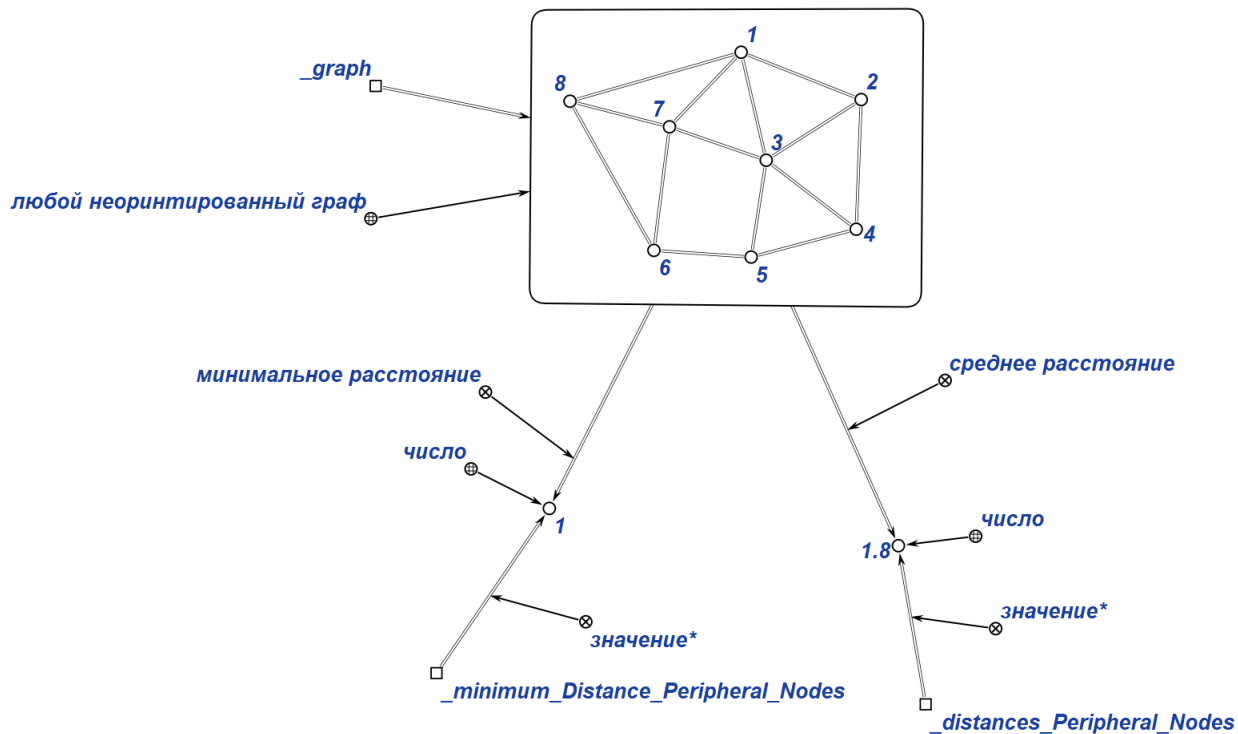 1
_graph
8
2
7
3
любой неоринтированный граф
4
6
5
среднее расстояние
минимальное расстояние
число
1
число
1.8
значение*
значение*
_minimum_Distance_Peripheral_Nodes
_distances_Peripheral_Nodes